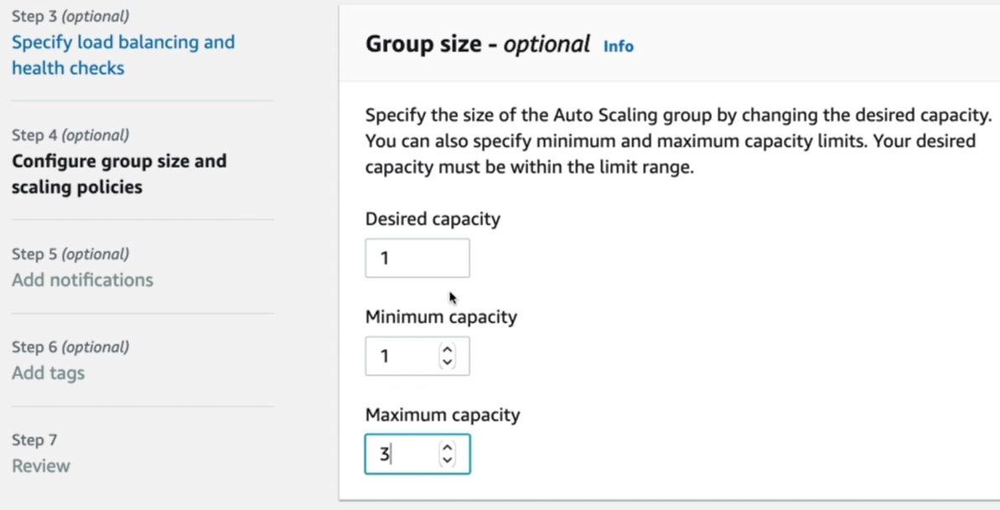 Step 3 (optional)
Specify load balancing and
health checks
Step 4 (optional)
Configure group size and
scaling policies
Step 5 (optional)
Add notifications
Step 6 (optional)
Add tags
Step 7
Review
Group size - optional Info
Specify the size of the Auto Scaling group by changing the desired capacity.
You can also specify minimum and maximum capacity limits. Your desired
capacity must be within the limit range.
Desired capacity
1
Minimum capacity
1
Maximum capacity
3